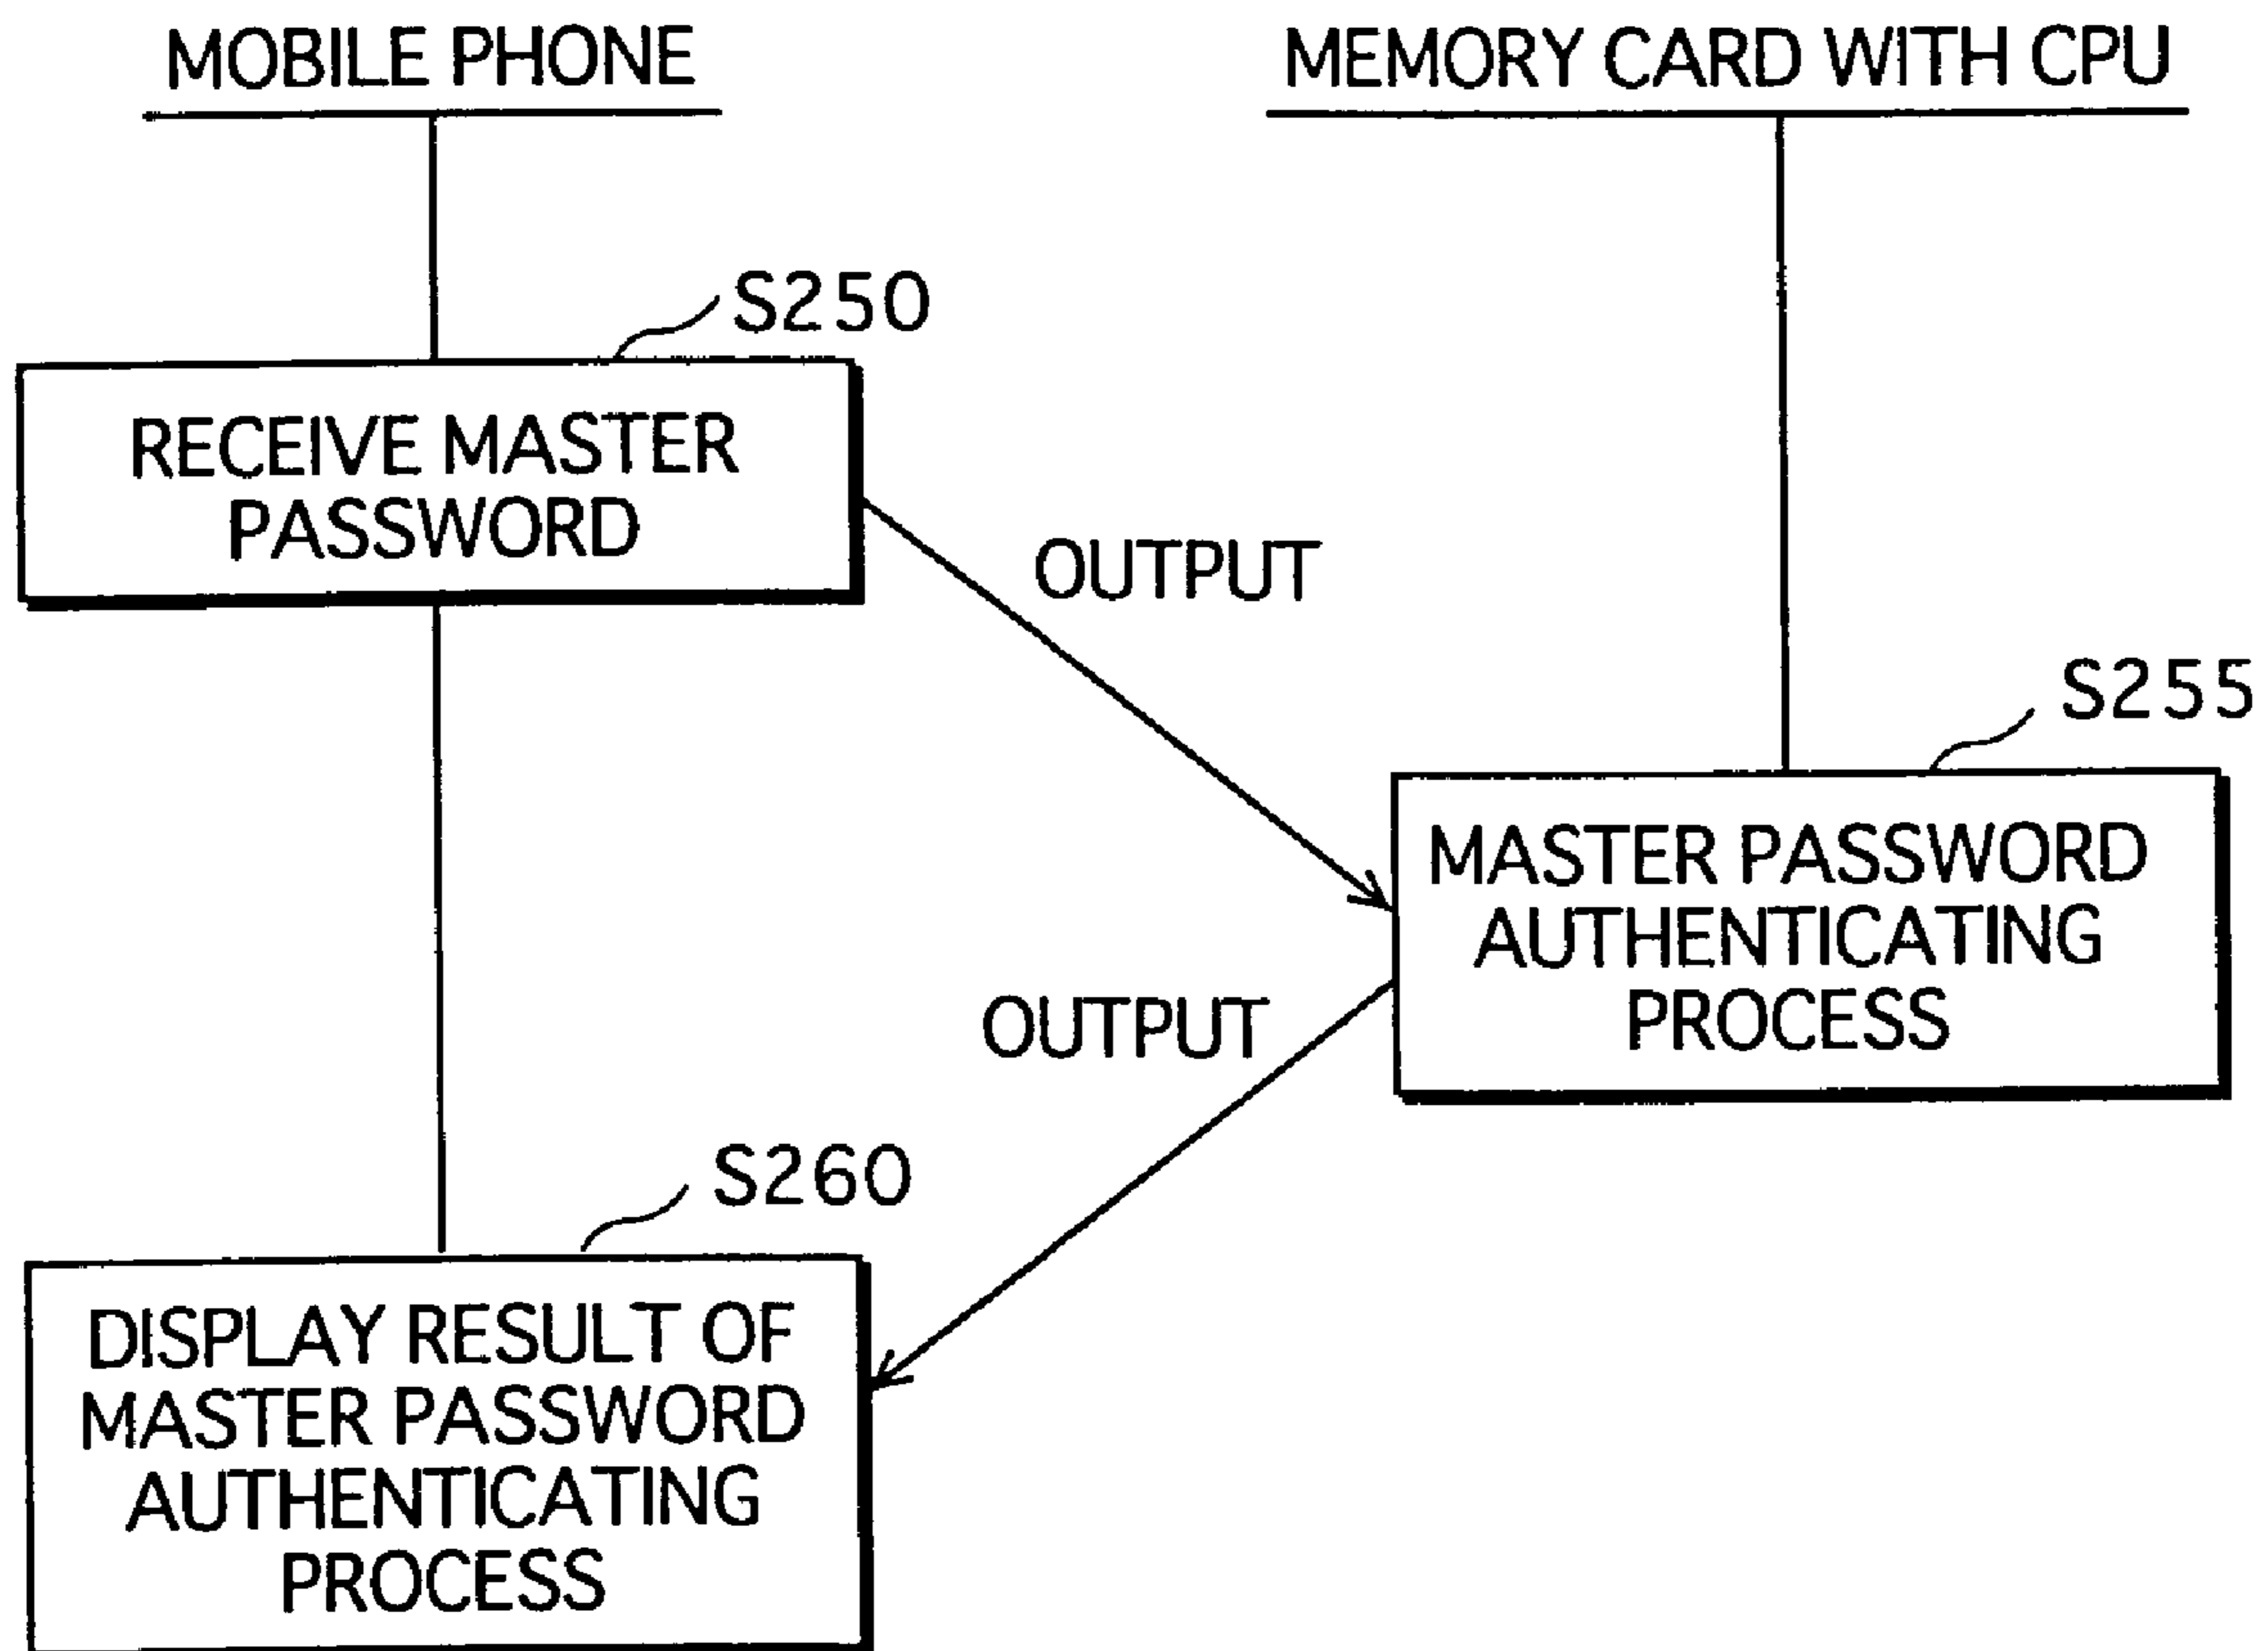 MOBILE PHONE
MEMORY CARD WITH CPU
S250
RECEIVE MASTER
PASSWORD
OUTPUT
S255
MASTER PASSWORD
AUTHENTICATING
PROCESS
OUTPUT
S260
DISPLAY RESULT OF
MASTER PASSWORD
AUTHENTICATING
PROCESS